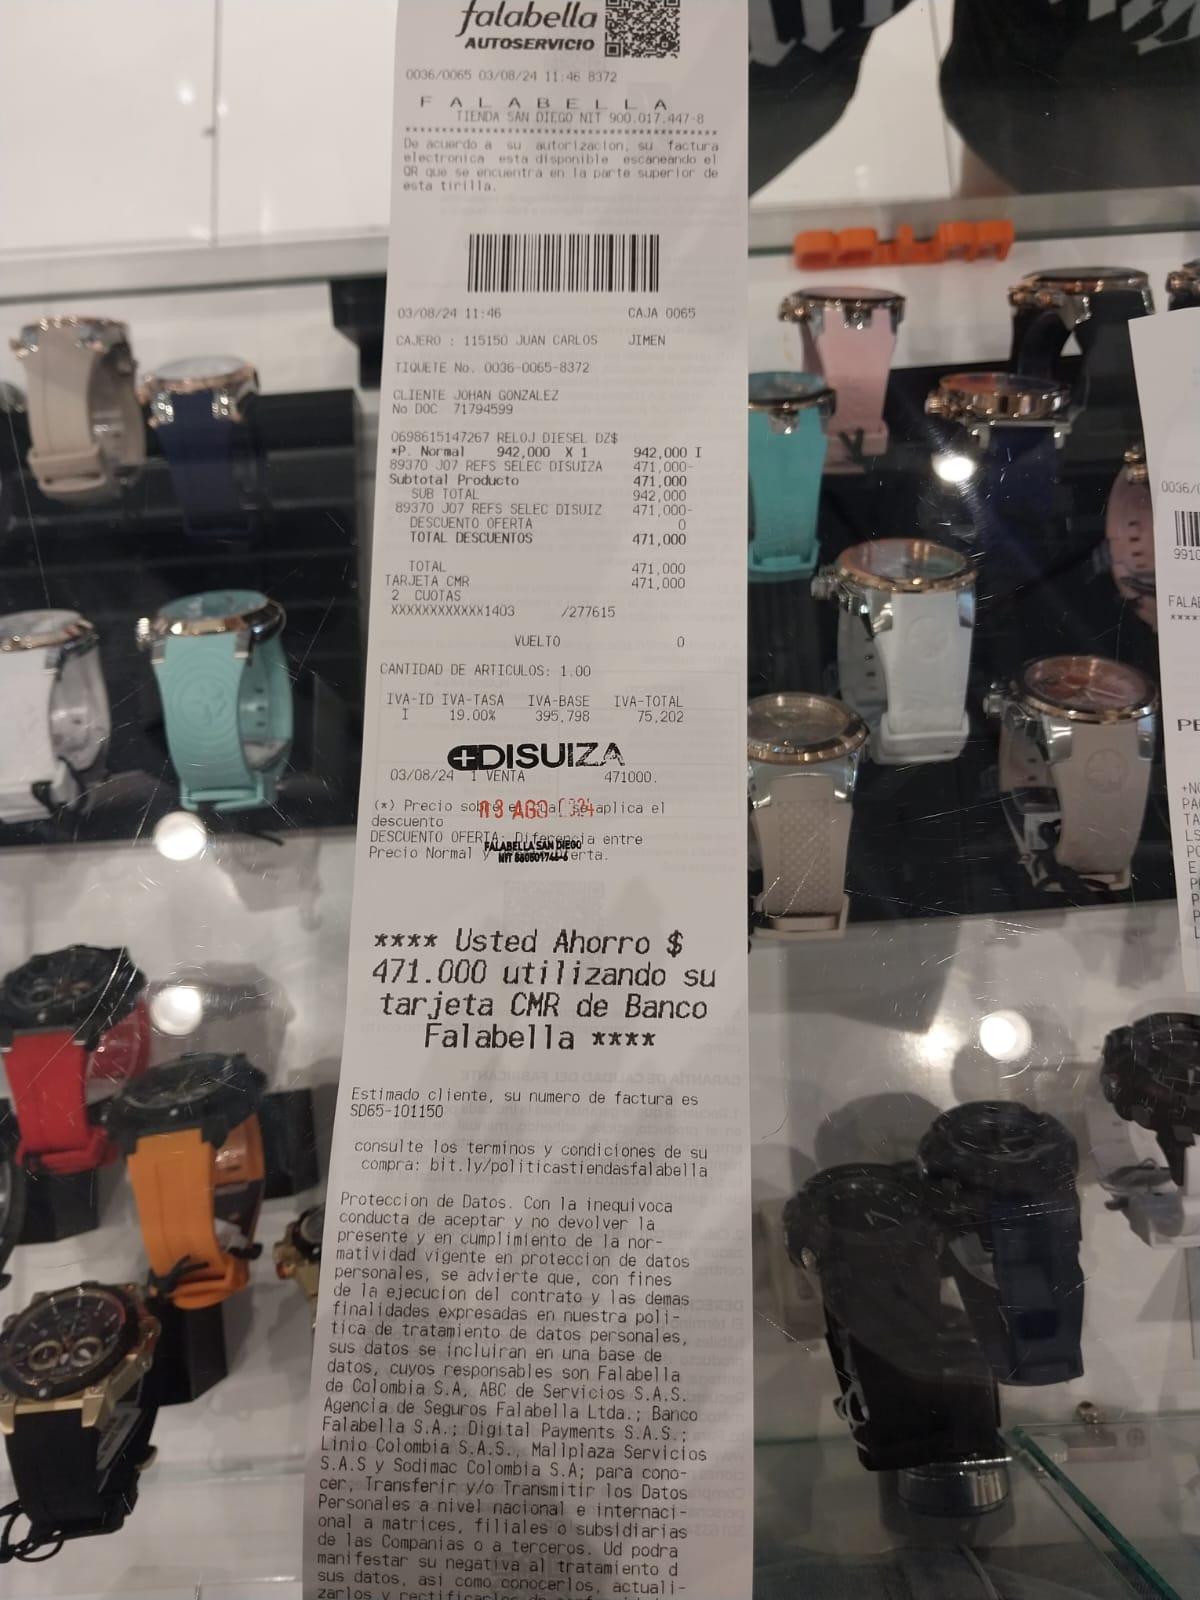 falabella
AUTOSERVICIO
0036/0065 03/08/24 11:46 8372
F A L A B E L L A
TIENDA SAN DIEGO NIT 900.017.447-8
****************************************
De acuerdo a su autorizacion, su factura
electronica esta disponible escaneando el
QR que se encuentra en la parte superior de
esta tirilla.
03/08/24 11:46 CAJA 0065
CAJERO : 115150 JUAN CARLOS JIMEN
TIQUETE No. 0036-0065-8372
CLIENTE JOHAN GONZALEZ
No DOC 71794599
0698615147267 RELOJ DIESEL DZ$
*P. Normal 942,000 X 1 942,000 I
89370 J07 REFS SELEC DISUIZA 471,000-
Subtotal Producto 471,000
SUB TOTAL 942,000
89370 J07 REFS SELEC DISUIZ 471,000-
DESCUENTO OFERTA 0
TOTAL DESCUENTOS 471,000
TOTAL 471,000
TARJETA CMR 471,000
2 CUOTAS
XXXXXXXXXXXX1403 /277615
VUELTO 0
CANTIDAD DE ARTICULOS: 1.00
IVA-ID IVA-TASA IVA-BASE IVA-TOTAL
I 19.00% 395,798 75,202
DISUIZA
03/08/24 1 VENTA 471000.
(*) Precio sobre el cual se aplica el
descuento
DESCUENTO OFERTA: Diferencia entre
Precio Normal y Oferta.
FALABELLA SAN DIEGO
**** Usted Ahorro $
471.000 utilizando su
tarjeta CMR de Banco
Falabella ****
Estimado cliente, su numero de factura es
SD65-101150
consulte los terminos y condiciones de su
compra: bit.ly/politicastiendasfalabella
Proteccion de Datos. Con la inequivoca
conducta de aceptar y no devolver la
presente y en cumplimiento de la nor-
matividad vigente en proteccion de datos
personales, se advierte que, con fines
de la ejecucion del contrato y las demas
finalidades expresadas en nuestra poli-
tica de tratamiento de datos personales,
sus datos se incluiran en una base de
datos, cuyos responsables son Falabella
de Colombia S.A, ABC de Servicios S.A.S.
Agencia de Seguros Falabella Ltda.; Banco
Falabella S.A.; Digital Payments S.A.S.;
Linio Colombia S.A.S., Mallplaza Servicios
S.A.S y Sodimac Colombia S.A; para cono-
cer, Transferir y/o Transmitir los Datos
Personales a nivel nacional e internaci-
onal a matrices, filiales o subsidiarias
de las Companias o a terceros. Ud podra
manifestar su negativa al tratamiento d
sus datos, asi como conocerlos, actuali-
zarlos y rectificarlos